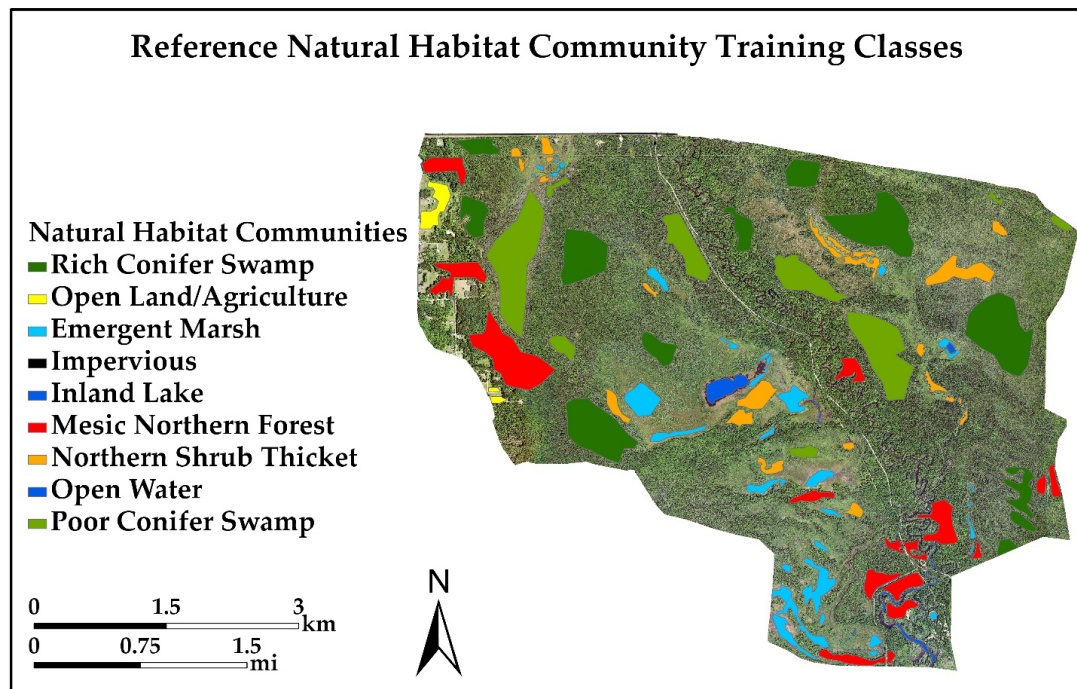 Reference Natural Habitat Community Training Classes
Natural Habitat Communities
Rich Conifer Swamp
Open Land/Agriculture
Emergent Marsh
Impervious
Inland Lake
Mesic Northern Forest
Northern Shrub Thicket
Open Water
Poor Conifer Swamp
N
0 1.5 3
km
0 0.75 1.5
mi